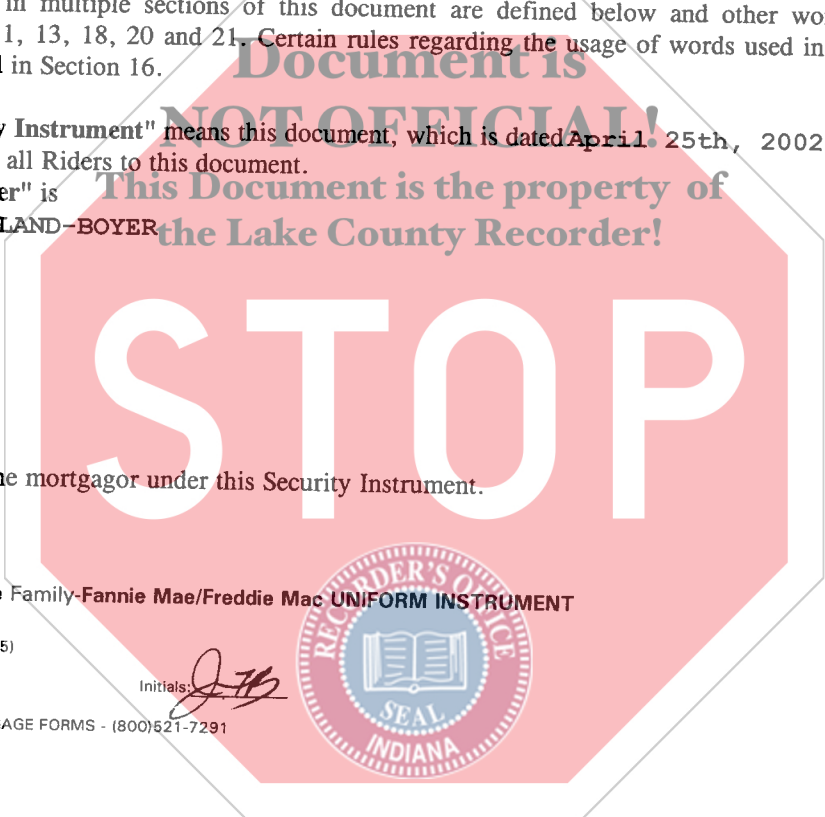 in multiple sections of this document are defined below and other wo
1, 13, 18, 20 and 21. Certain rules regarding the usage of words used in
in Section 16.
Document is
NOT OFFICIAL!
This Document is the property of
the Lake County Recorder!
y Instrument" means this document, which is dated April 25th, 2002
all Riders to this document.
er" is
LAND-BOYER
STOP
e mortgagor under this Security Instrument.
Family-Fannie Mae/Freddie Mac UNIFORM INSTRUMENT
5)
Initials:
AGE FORMS - (800)521-7291
RECORDER'S OFFICE
SEAL
INDIANA